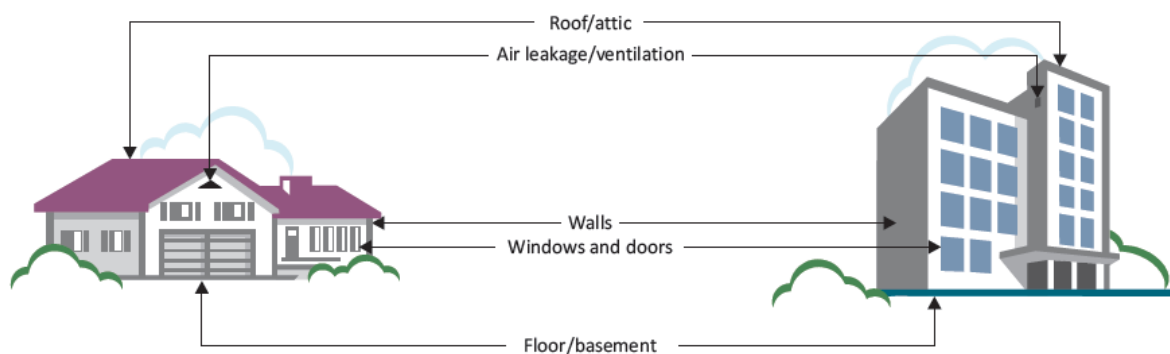 Roof/attic
Air leakage/ventilation
Walls
Windows and doors
Floor/basement